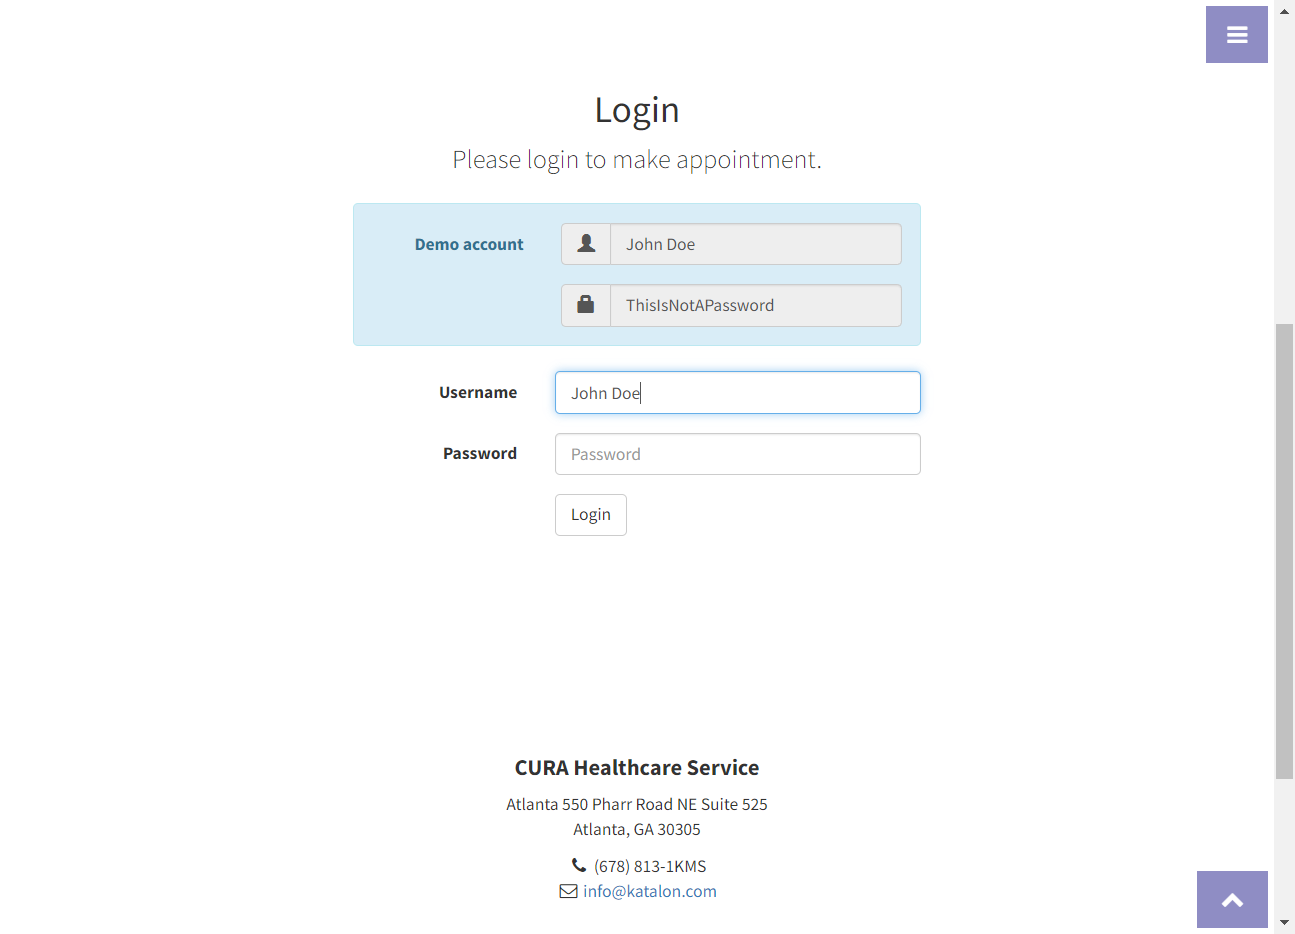 Login
Please login to make appointment.
Demo account
John Doe
ThisIsNotAPassword
Username
John Doe
Password
Password
Login
CURA Healthcare Service
Atlanta 550 Pharr Road NE Suite 525
Atlanta, GA 30305
(678) 813-1KMS
info@katalon.com